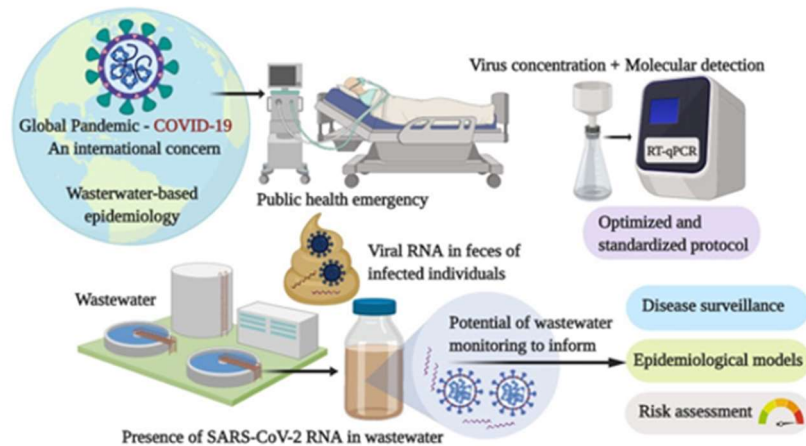 Global Pandemic - COVID-19
An international concern
Wasterwater-based
epidemiology
Public health emergency
Virus concentration + Molecular detection
RT-qPCR
Optimized and
standardized protocol
Viral RNA in feces of
infected individuals
Wastewater
Potential of wastewater
monitoring to inform
Presence of SARS-CoV-2 RNA in wastewater
Disease surveillance
Epidemiological models
Risk assessment